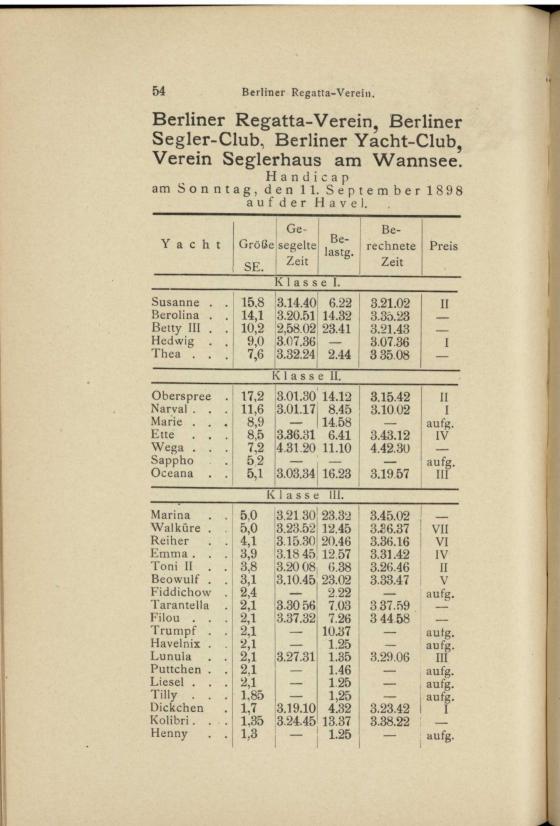 54 Berliner Regatta-Verein.
Berliner Regatta-Verein, Berliner
Segler-Club, Berliner Yacht-Club,
Verein Seglerhaus am Wannsee.
Handicap
am Sonntag, den 11. September 1898
auf der Havel.
Yacht Größe SE. Ge-segelte Zeit Be-lastg. Be-rechnete Zeit Preis
Klasse I.
Susanne . . 15,8 3.14.40 6.22 3.21.02 II
Berolina . . 14,1 3.20.51 14.32 3.35.23 —
Betty III . . 10,2 2,58.02 23.41 3.21.43 —
Hedwig . . 9,0 3.07,36 — 3.07.36 I
Thea . . . 7,6 3.32.24 2.44 3 35.08 —
Klasse II.
Oberspree . 17,2 3.01.30 14.12 3.15.42 II
Narval . . . 11,6 3.01.17 8.45 3.10 02 I
Marie . . . 8,9 — 14.58 — aufg.
Ette . . . 8,5 3.36.31 6.41 3.43.12 IV
Wega . . . 7,2 4.31.20 11.10 4.42.30 —
Sappho . . 5 2 — — — aufg.
Oceana . . 5,1 3.03,34 16.23 3.19.57 III
Klasse III.
Marina . . 5,0 3.21 30 23.32 3.45.02 —
Walküre . . 5,0 3.23.52 12.45 3.36.37 VII
Reiher . . 4,1 3.15.30 20.46 3.36.16 VI
Emma . . . 3,9 3.18 45 12.57 3.31.42 IV
Toni II . . 3,8 3.20 08 6.38 3.26.46 II
Beowulf . . 3,1 3,10.45 23.02 3.33.47 V
Fiddichow . 2,4 — 2.22 — aufg.
Tarantella . 2,1 3.30 56 7.03 3 37.59 —
Filou . . . 2,1 3.37.32 7.26 3 44 58 —
Trumpf . . 2,1 — 10.37 — aufg.
Havelnix . . 2,1 — 1.25 — aufg.
Lunula . . 2,1 3.27.31 1.35 3.29.06 III
Puttchen . . 2,1 — 1.46 — aufg.
Liesel . . . 2,1 — 1 25 — aufg.
Tilly . . . 1,85 — 1,25 — aufg.
Dickchen . 1,7 3.19.10 4.32 3.23.42 I
Kolibri . . . 1,35 3.24.45 13.37 3.38.22 —
Henny . . 1,3 — 1.25 — aufg.